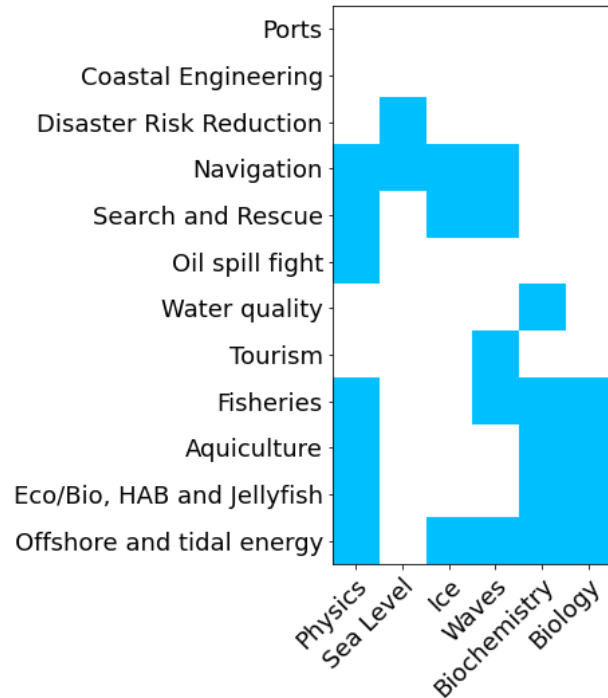 Ports
Coastal Engineering
Disaster Risk Reduction
Navigation
Search and Rescue
Oil spill fight
Water quality
Tourism
Fisheries
Aquiculture
Eco/Bio, HAB and Jellyfish
Offshore and tidal energy
Physics
Sea Level
Ice
Waves
Biochemistry
Biology